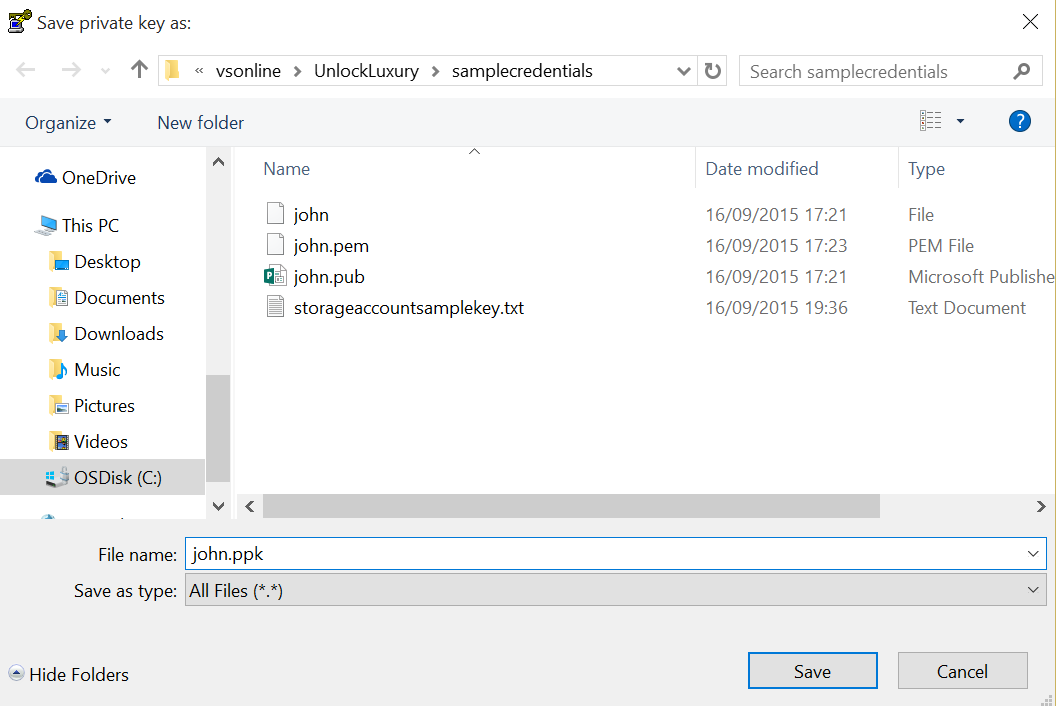 Save private key as:
« vsonline > UnlockLuxury > samplecredentials
Search samplecredentials
Organize
New folder
?
Name
Date modified
Type
OneDrive
This PC
Desktop
Documents
Downloads
Music
Pictures
Videos
OSDisk (C:)
john 16/09/2015 17:21 File
john.pem 16/09/2015 17:23 PEM File
john.pub 16/09/2015 17:21 Microsoft Publishe
storageaccountsamplekey.txt 16/09/2015 19:36 Text Document
File name: john.ppk
Save as type: All Files (*.*)
Hide Folders
Save
Cancel